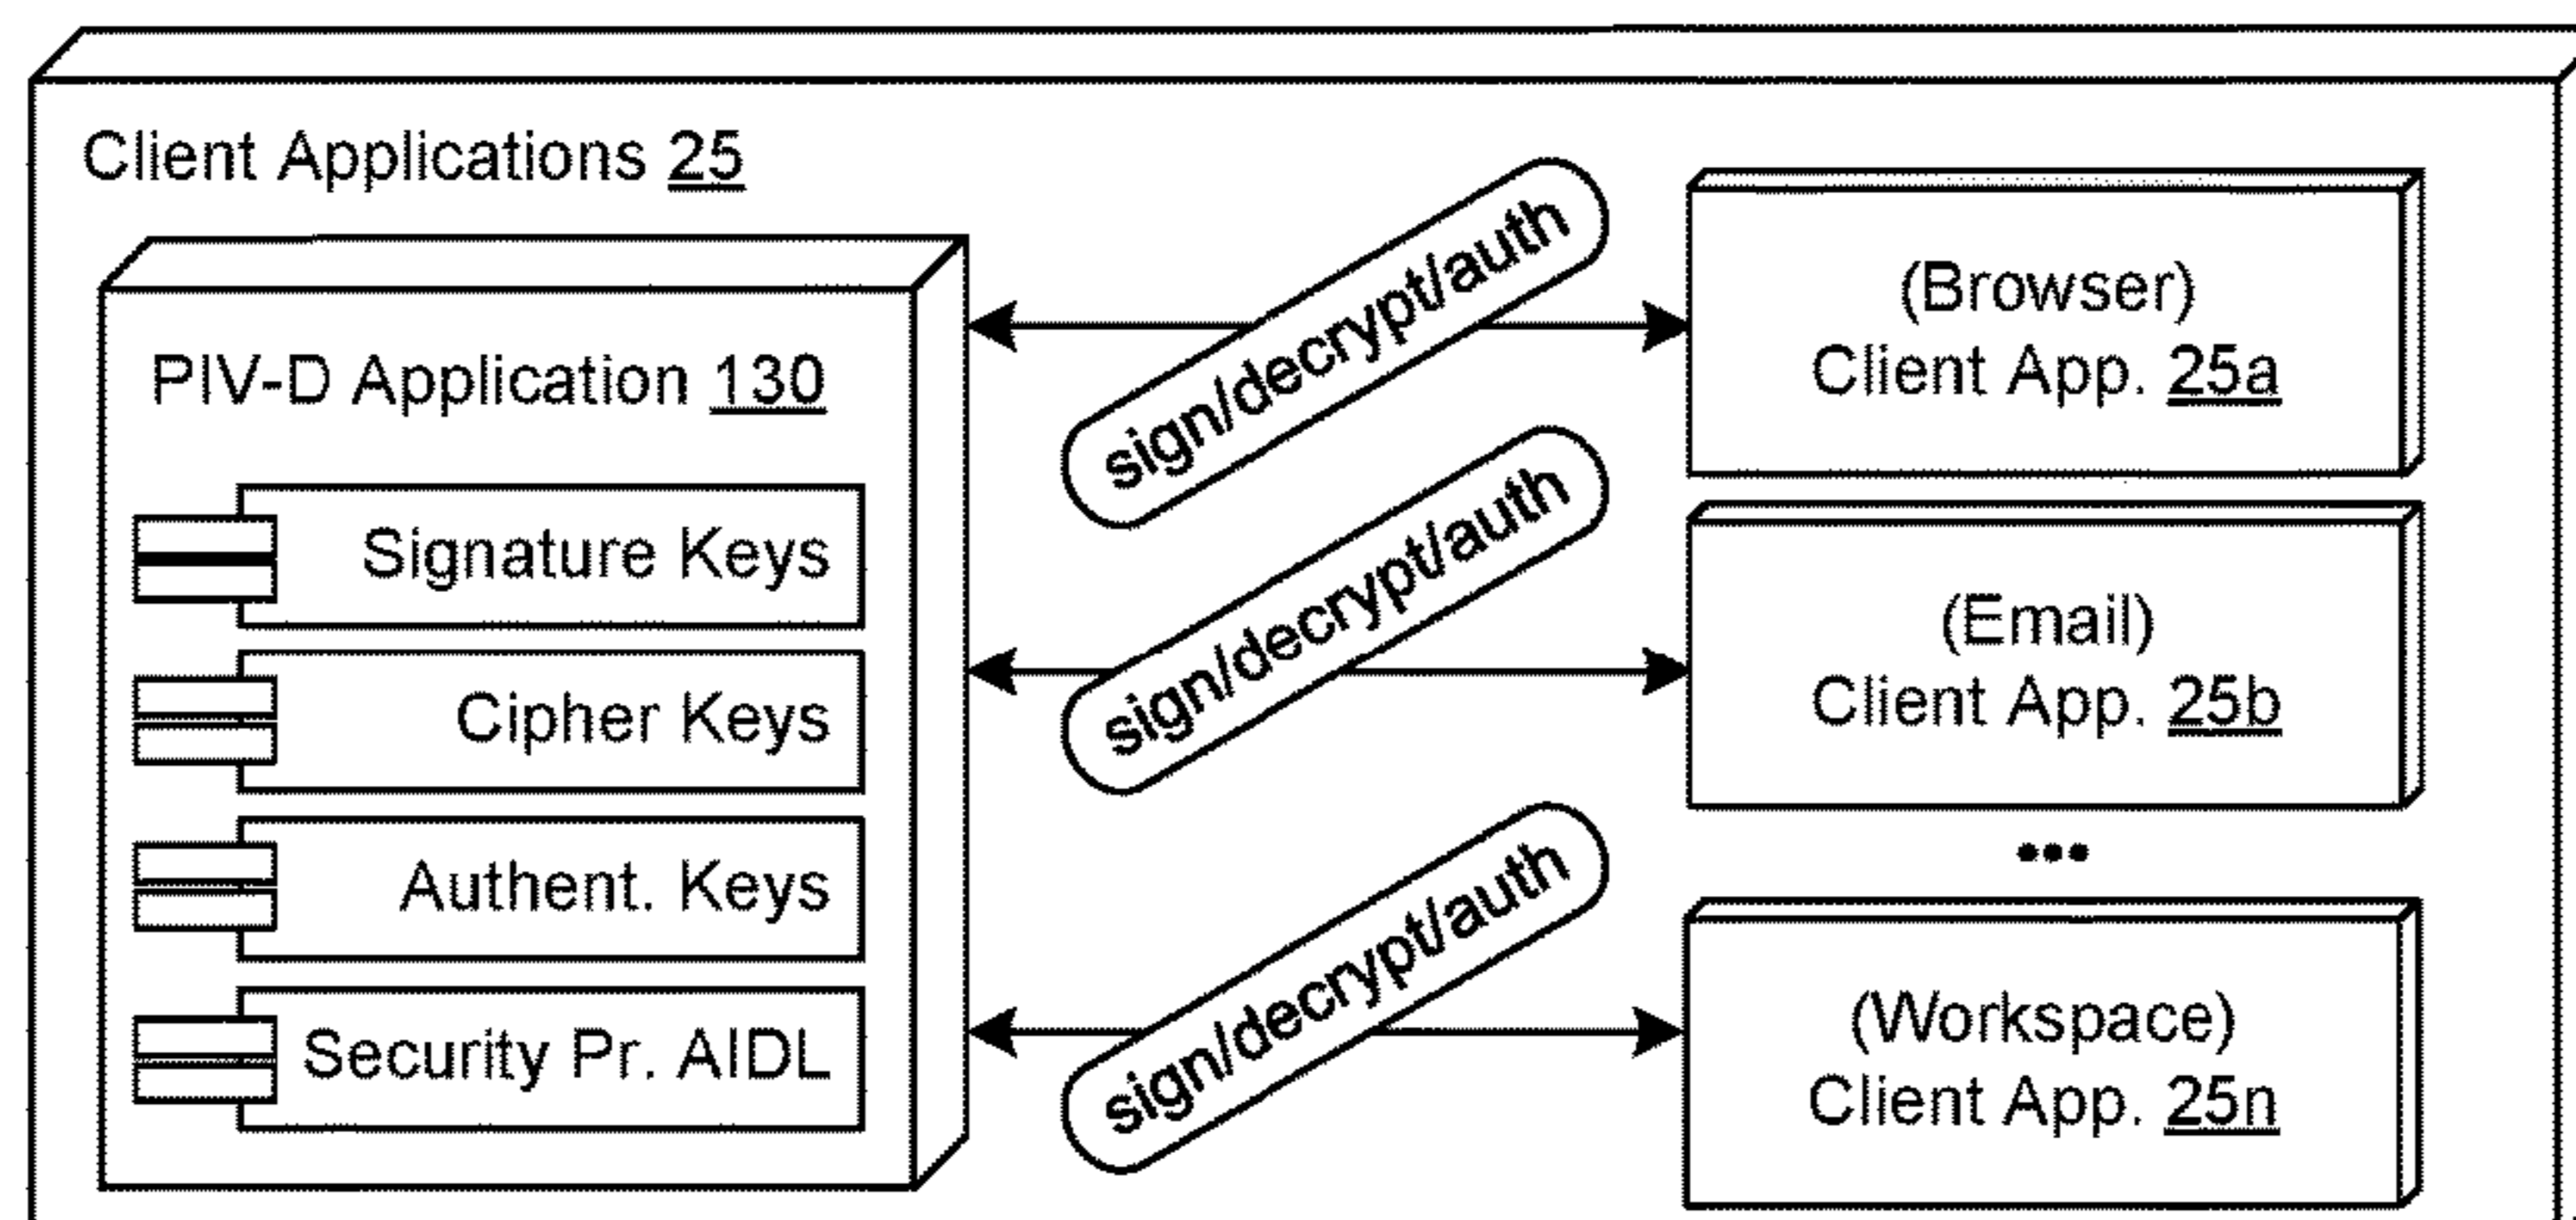 Client Applications 25
PIV-D Application 130
Signature Keys
Cipher Keys
Authent. Keys
Security Pr. AIDL
sign/decrypt/auth
sign/decrypt/auth
sign/decrypt/auth
(Browser)
Client App. 25a
(Email)
Client App. 25b
•••
(Workspace)
Client App. 25n